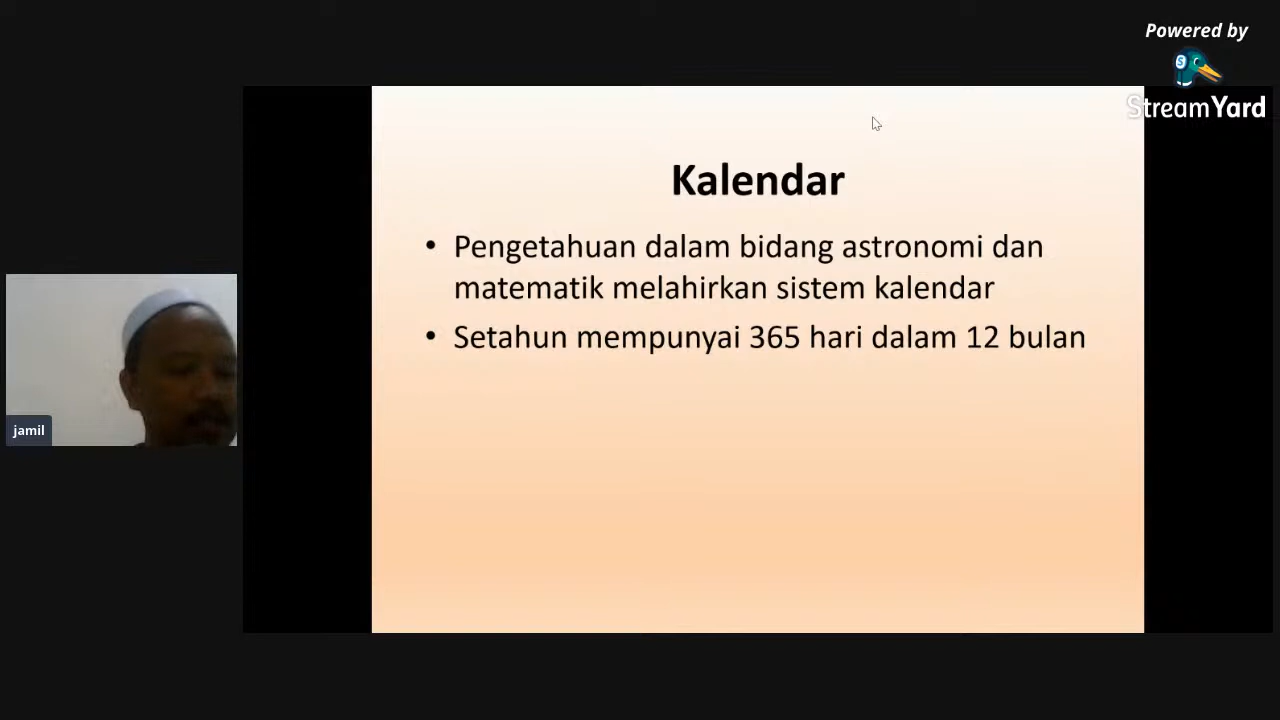 Powered by
StreamYard
Kalendar
• Pengetahuan dalam bidang astronomi dan
matematik melahirkan sistem kalendar
• Setahun mempunyai 365 hari dalam 12 bulan
jamil